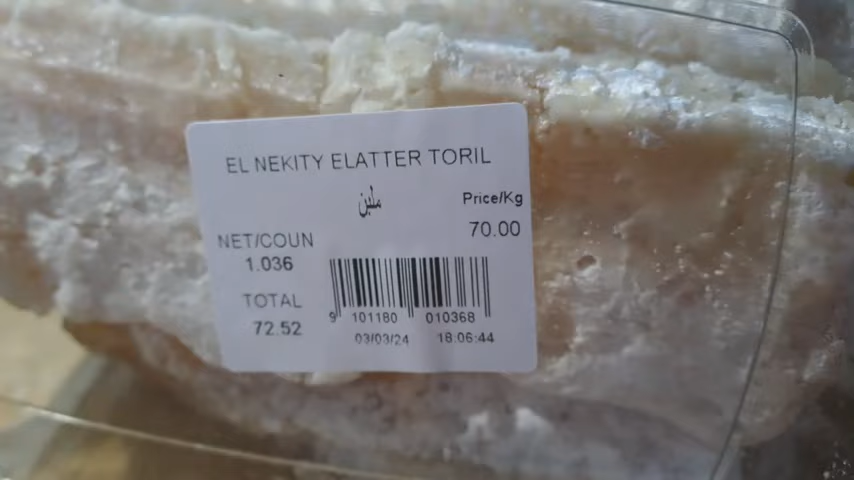 EL NEKITY ELATTER TORIL
ملبن
Price/Kg
70.00
NET/COUN
1.036
TOTAL
72.52
9 101180 010368
03/03/24 18:06:44